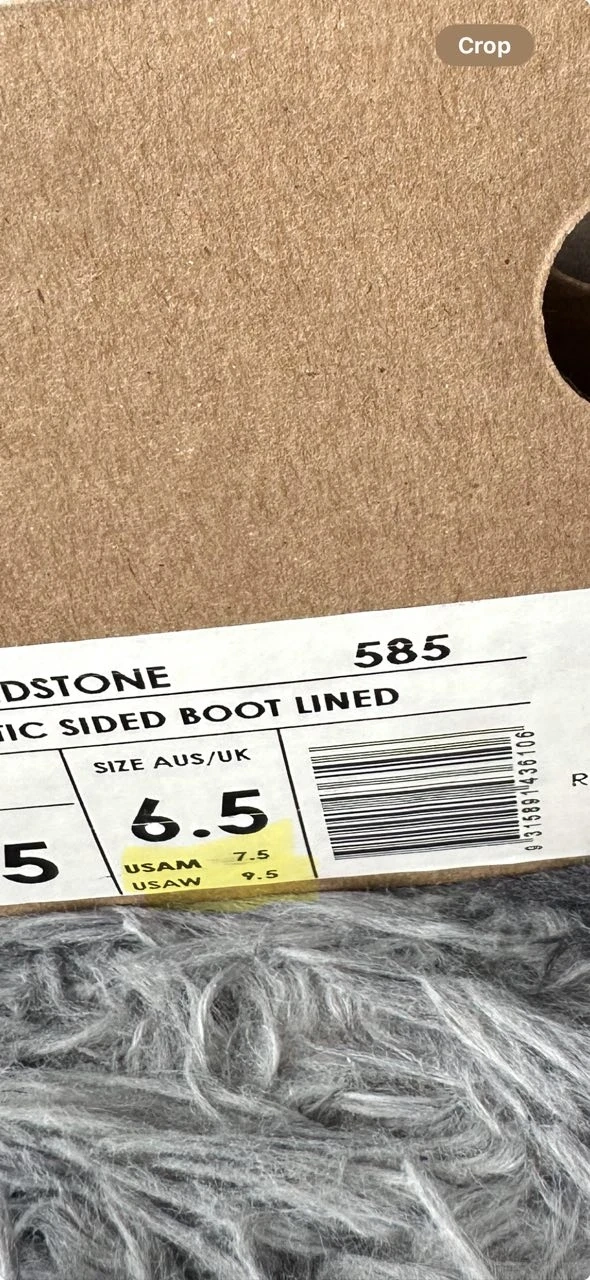 Crop
DSTONE 585
TIC SIDED BOOT LINED
SIZE AUS/UK
6.5
5
USAM 7.5
USAW 9.5
9 315891 436106
R